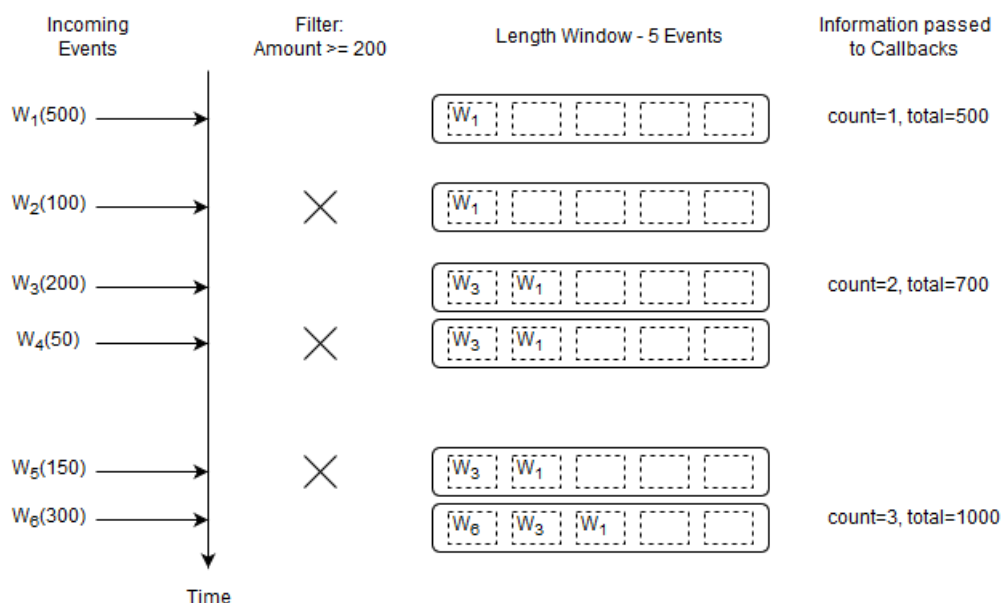 Incoming
Events
Filter:
Amount >= 200
Length Window - 5 Events
Information passed
to Callbacks
W₁(500)
W₁
count=1, total=500
W₂(100)
W₁
W₃(200)
W₃ W₁
count=2, total=700
W₄(50)
W₃ W₁
W₅(150)
W₃ W₁
W₆(300)
W₆ W₃ W₁
count=3, total=1000
Time